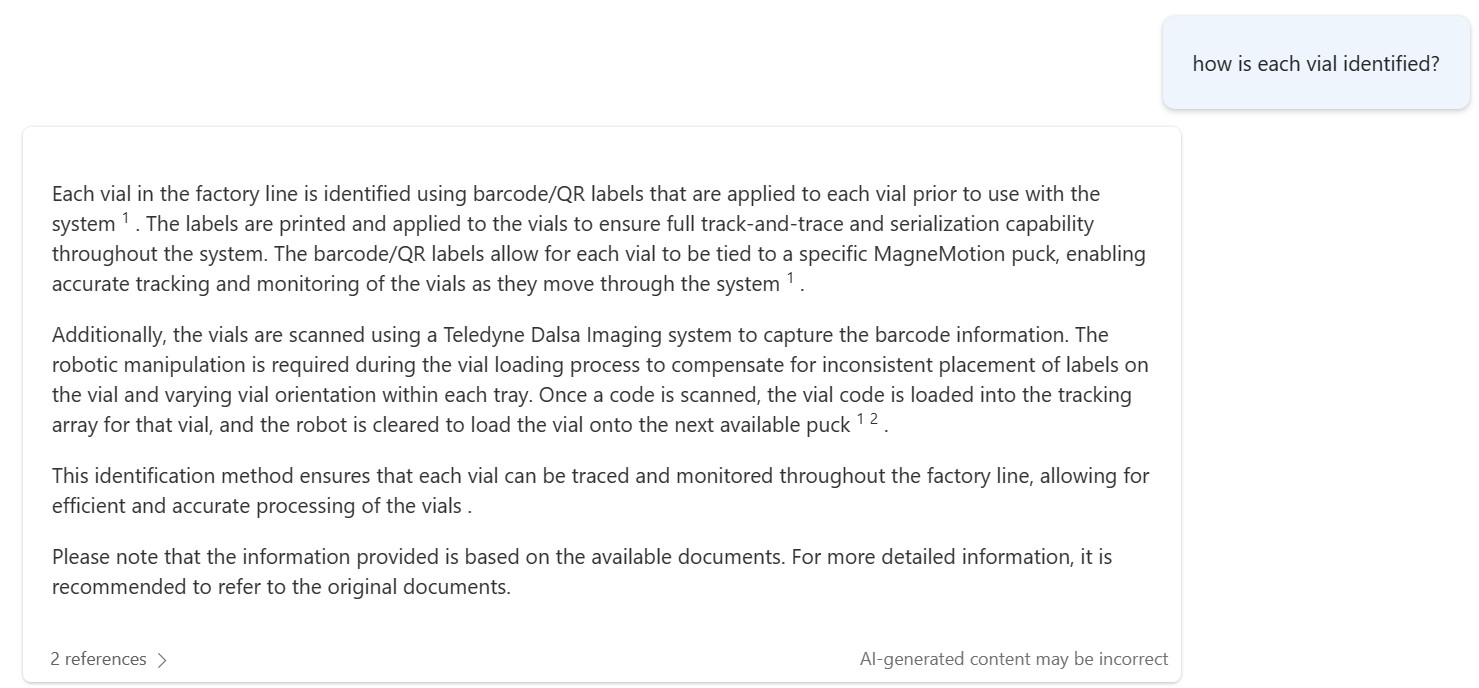 how is each vial identified?
Each vial in the factory line is identified using barcode/QR labels that are applied to each vial prior to use with the
system 1 . The labels are printed and applied to the vials to ensure full track-and-trace and serialization capability
throughout the system. The barcode/QR labels allow for each vial to be tied to a specific MagneMotion puck, enabling
accurate tracking and monitoring of the vials as they move through the system 1 .
Additionally, the vials are scanned using a Teledyne Dalsa Imaging system to capture the barcode information. The
robotic manipulation is required during the vial loading process to compensate for inconsistent placement of labels on
the vial and varying vial orientation within each tray. Once a code is scanned, the vial code is loaded into the tracking
array for that vial, and the robot is cleared to load the vial onto the next available puck 1 2 .
This identification method ensures that each vial can be traced and monitored throughout the factory line, allowing for
efficient and accurate processing of the vials .
Please note that the information provided is based on the available documents. For more detailed information, it is
recommended to refer to the original documents.
2 references
AI-generated content may be incorrect